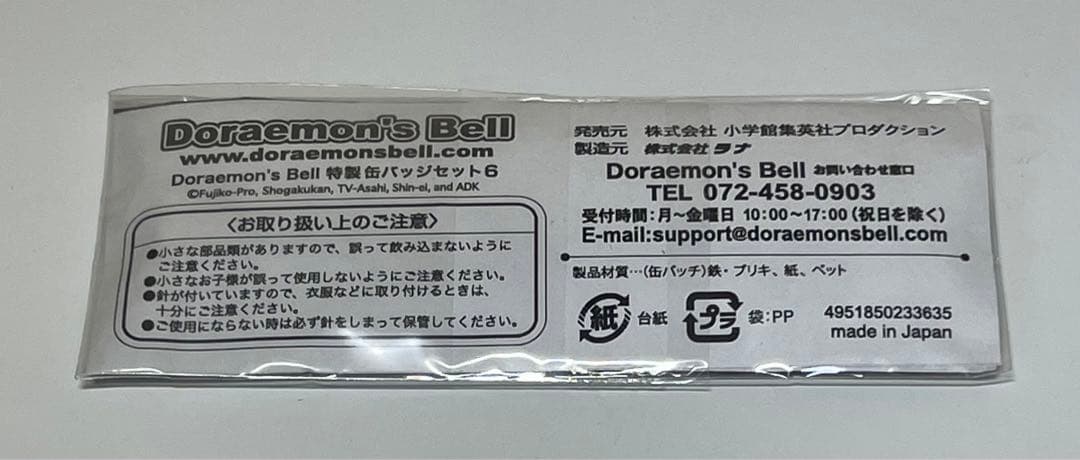 Doraemon's Bell
www.doraemonsbell.com
Doraemon's Bell 特製 缶バッジセット6
©Fujiko-Pro, Shogakukan, TV-Asahi, Shin-ei, and ADK
〈お取り扱い上のご注意〉
●小さな部品類がありますので、誤って飲み込まないように
ご注意ください。
●小さなお子様が誤って使用しないようにご注意ください。
●針が付いていますので、衣服などに取り付けるときは、
十分にご注意ください。
●ご使用にならない時は必ず針をしまって保管してください。
発売元 株式会社 小学館集英社プロダクション
製造元 株式会社 ラナ
Doraemon's Bell お問い合わせ窓口
TEL 072-458-0903
受付時間：月〜金曜日 10:00〜17:00（祝日を除く）
E-mail:support@doraemonsbell.com
製品材質…（缶バッチ）鉄・ブリキ、紙、ペット
紙 台紙 プラ 袋：PP 4951850233635
made in Japan